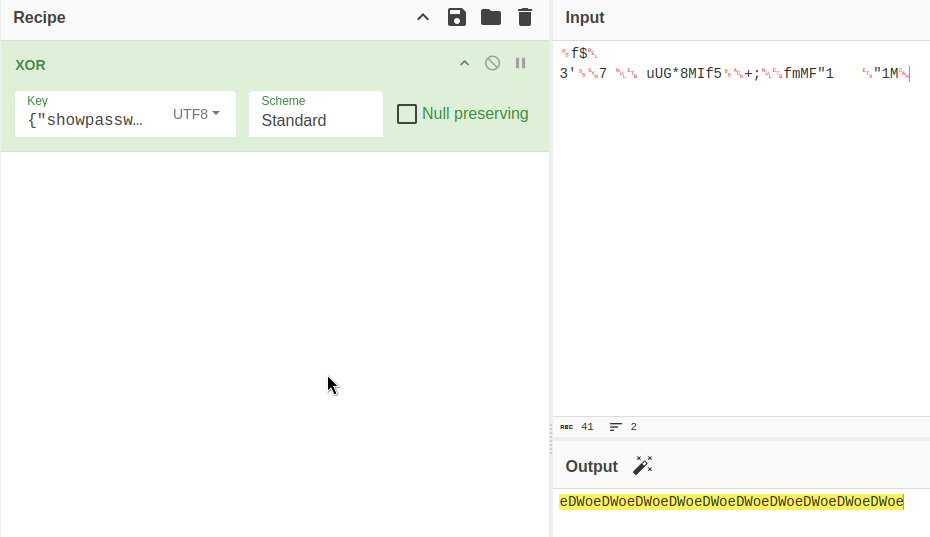 Recipe
XOR
Key
{"showpassw…
UTF8
Scheme
Standard
Null preserving
Input
f$
3' 7 uUG*8MIf5 +; fmMF"1 "1M
ABC 41 2
Output
eDWoeDWoeDWoeDWoeDWoeDWoeDWoeDWoeDWoeDWoe